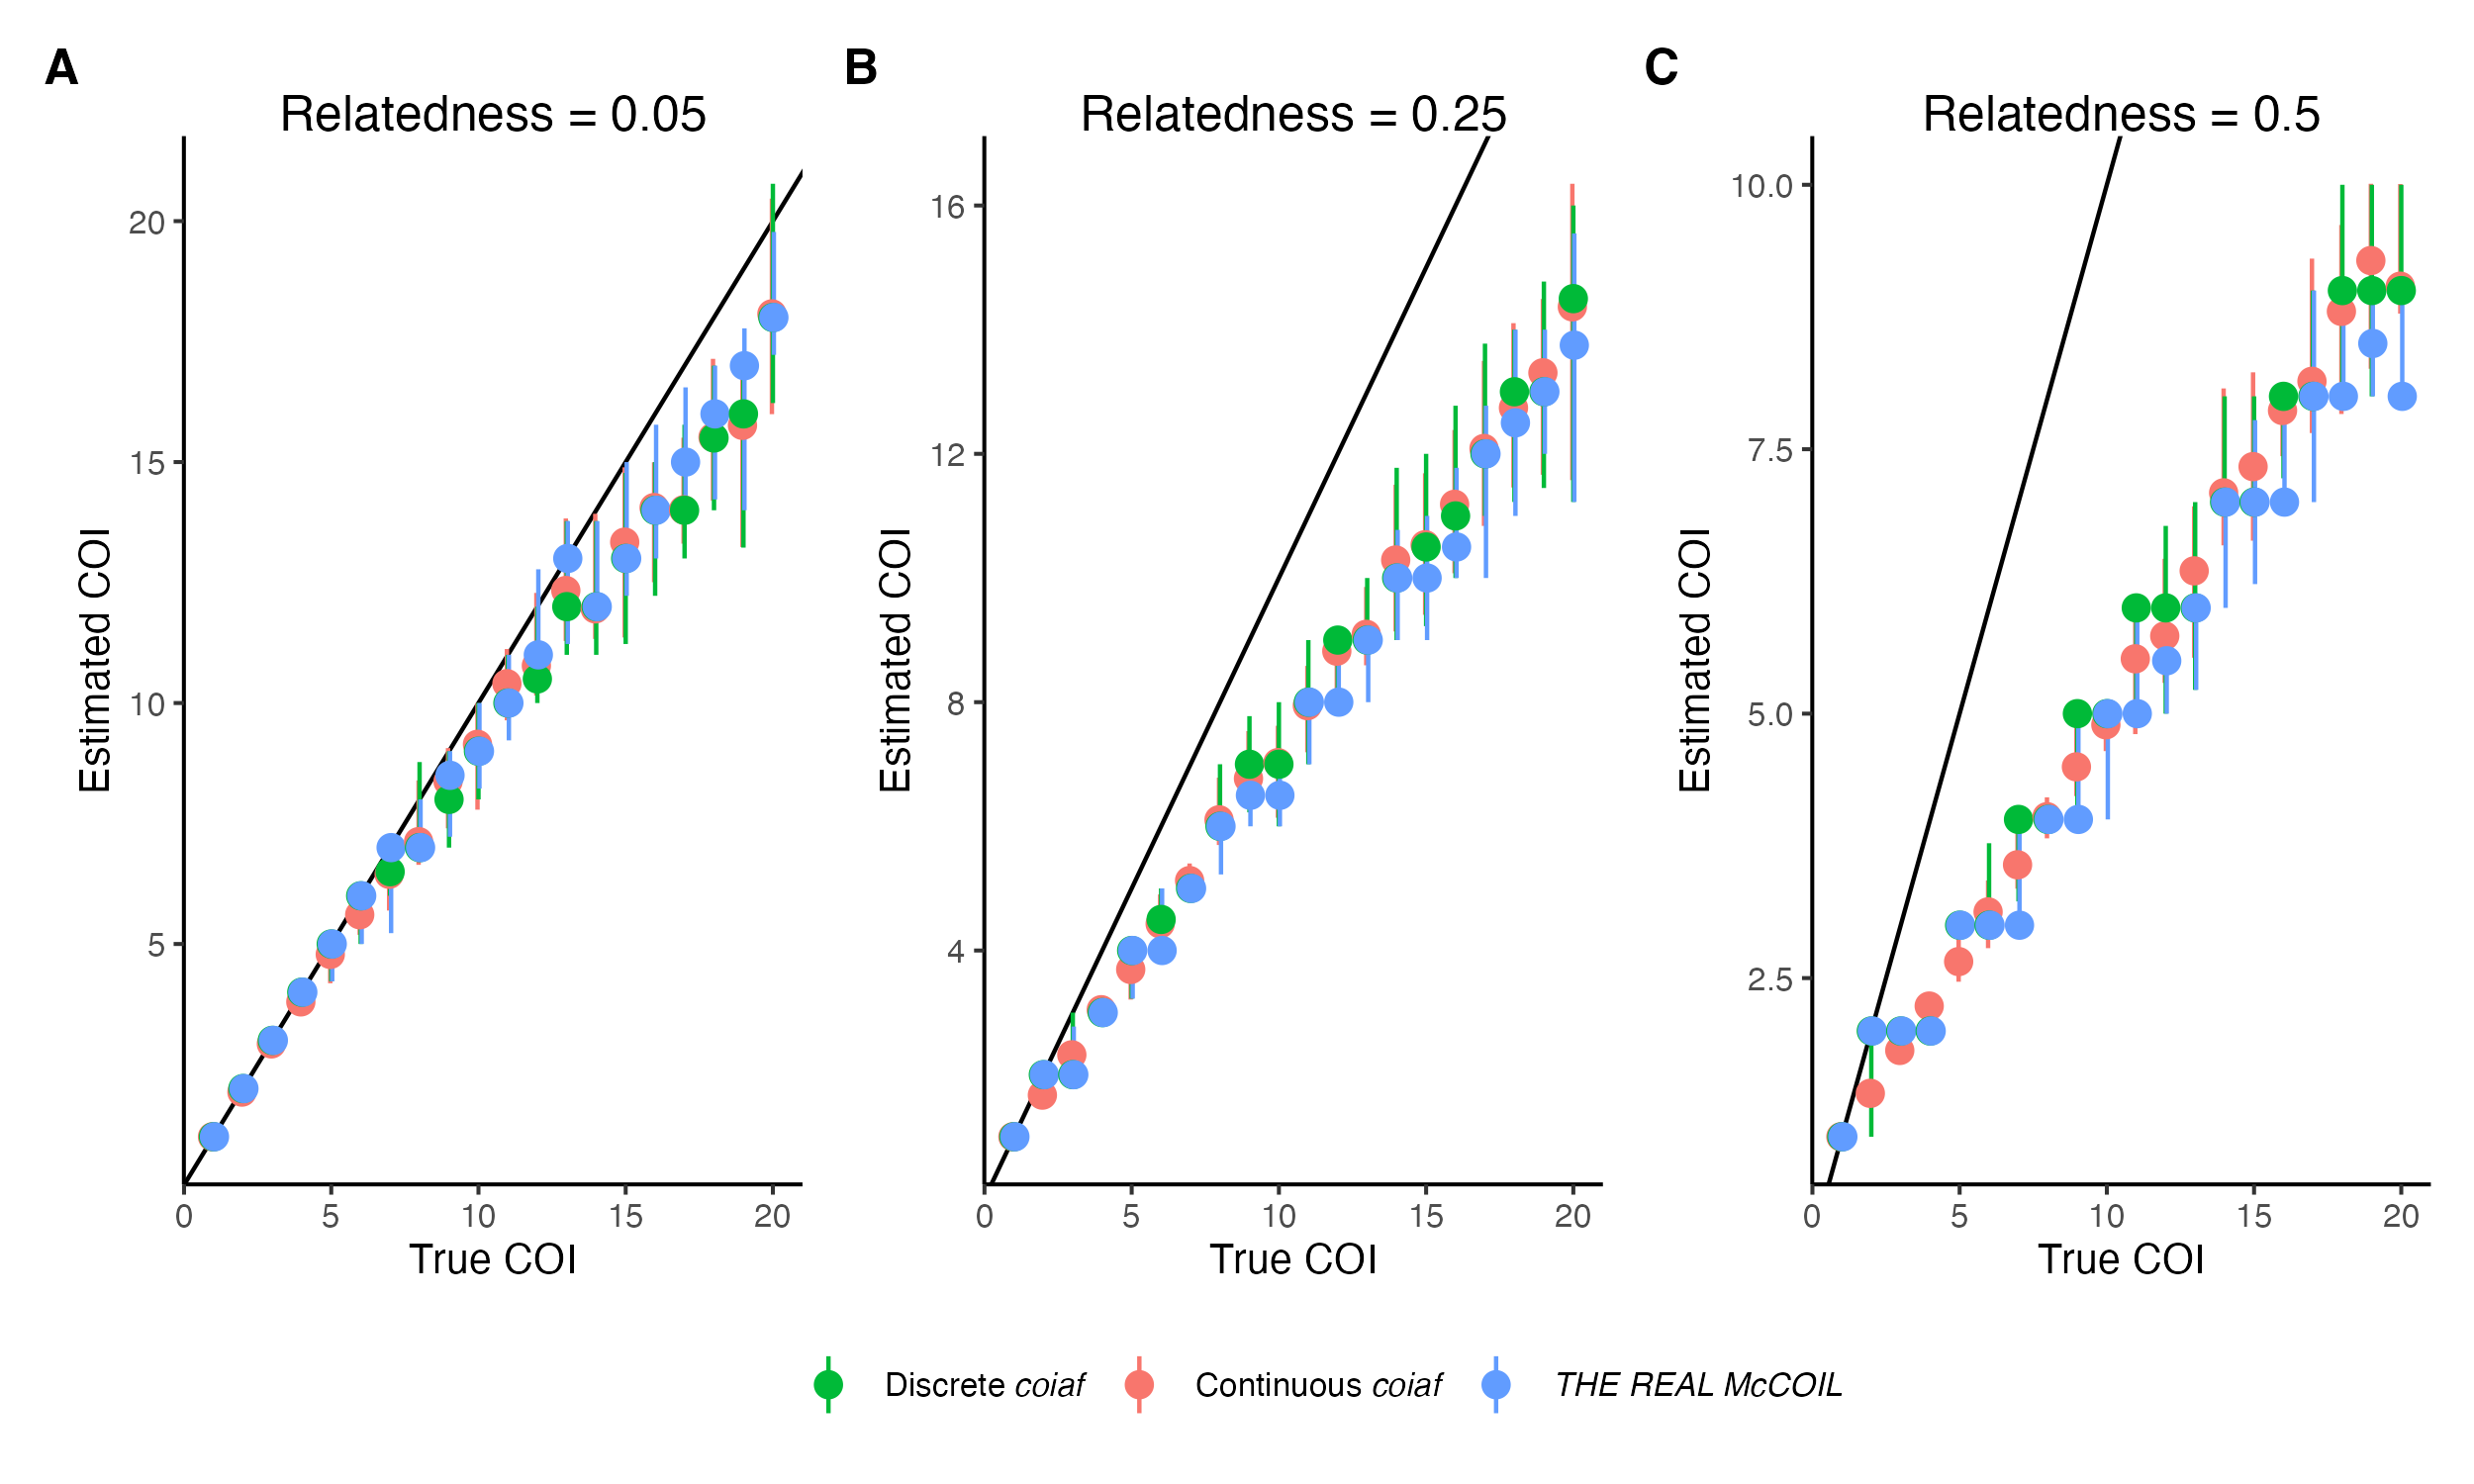 A
B
C
Relatedness = 0.05
Relatedness = 0.25
Relatedness = 0.5
20
15
10
5
16
12
8
4
10.0
7.5
5.0
2.5
Estimated COI
Estimated COI
Estimated COI
0 5 10 15 20
0 5 10 15 20
0 5 10 15 20
True COI
True COI
True COI
Discrete coiaf
Continuous coiaf
THE REAL McCOIL